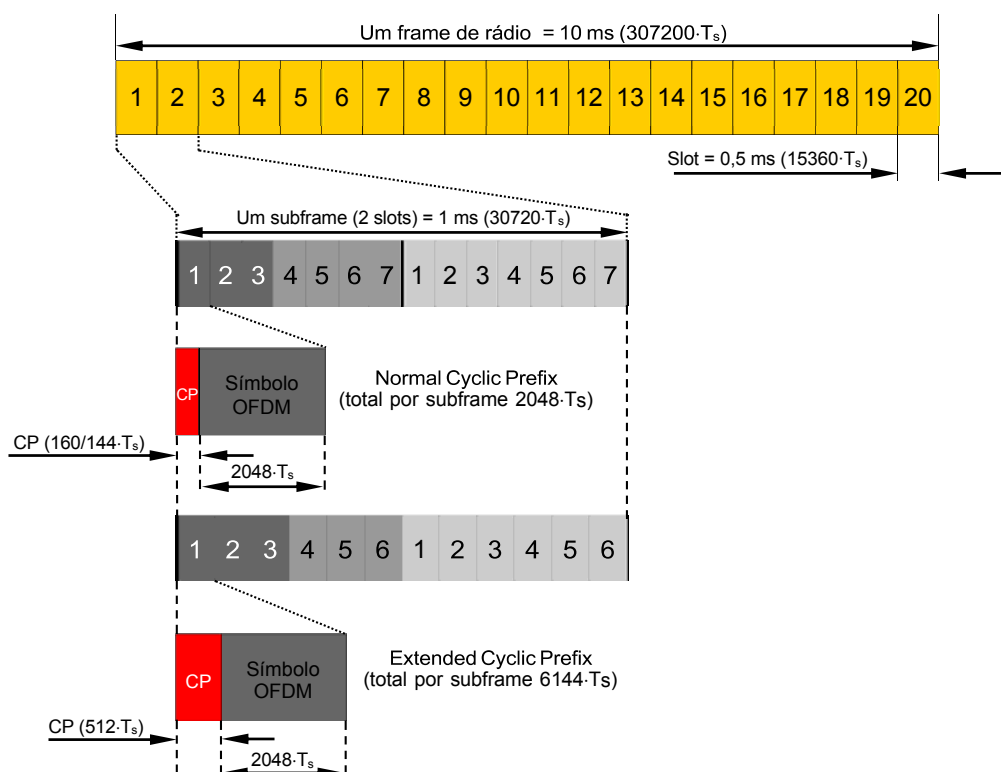 Um frame de rádio = 10 ms (307200·Ts)
1 2 3 4 5 6 7 8 9 10 11 12 13 14 15 16 17 18 19 20
Slot = 0,5 ms (15360·Ts)
Um subframe (2 slots) = 1 ms (30720·Ts)
1 2 3 4 5 6 7 1 2 3 4 5 6 7
CP
Símbolo
OFDM
Normal Cyclic Prefix
(total por subframe 2048·Ts)
CP (160/144·Ts)
2048·Ts
1 2 3 4 5 6 1 2 3 4 5 6
CP
Símbolo
OFDM
Extended Cyclic Prefix
(total por subframe 6144·Ts)
CP (512·Ts)
2048·Ts